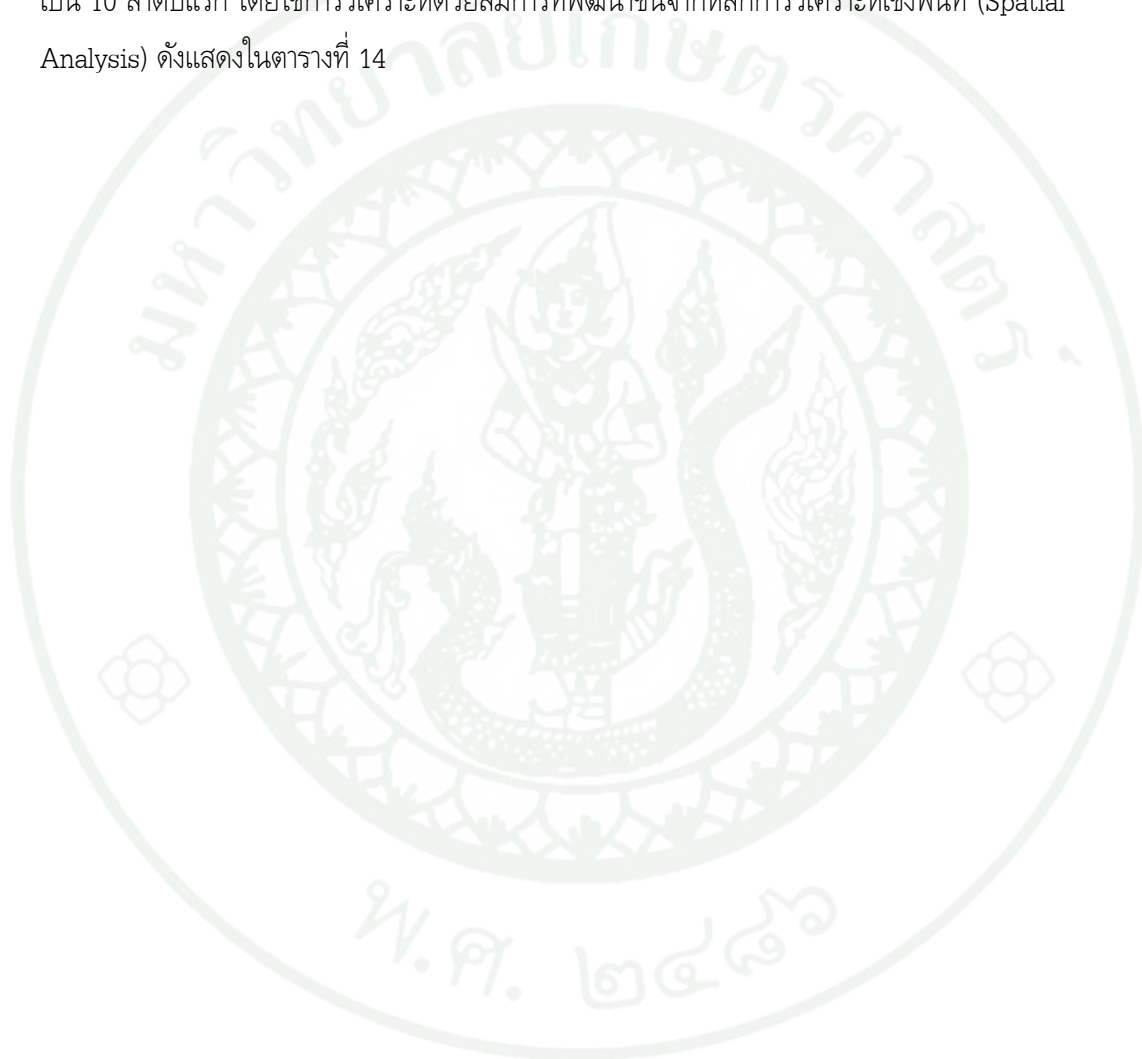 เป็น 10 ลำดับแรก โดยใช้การวิเคราะห์ด้วยสมการที่พัฒนาขึ้นจากหลักการวิเคราะห์เชิงพื้นที่ (Spatial
Analysis) ดังแสดงในตารางที่ 14
มหาวิทยาลัยเกษตรศาสตร์
พ.ศ. ๒๔๘๖